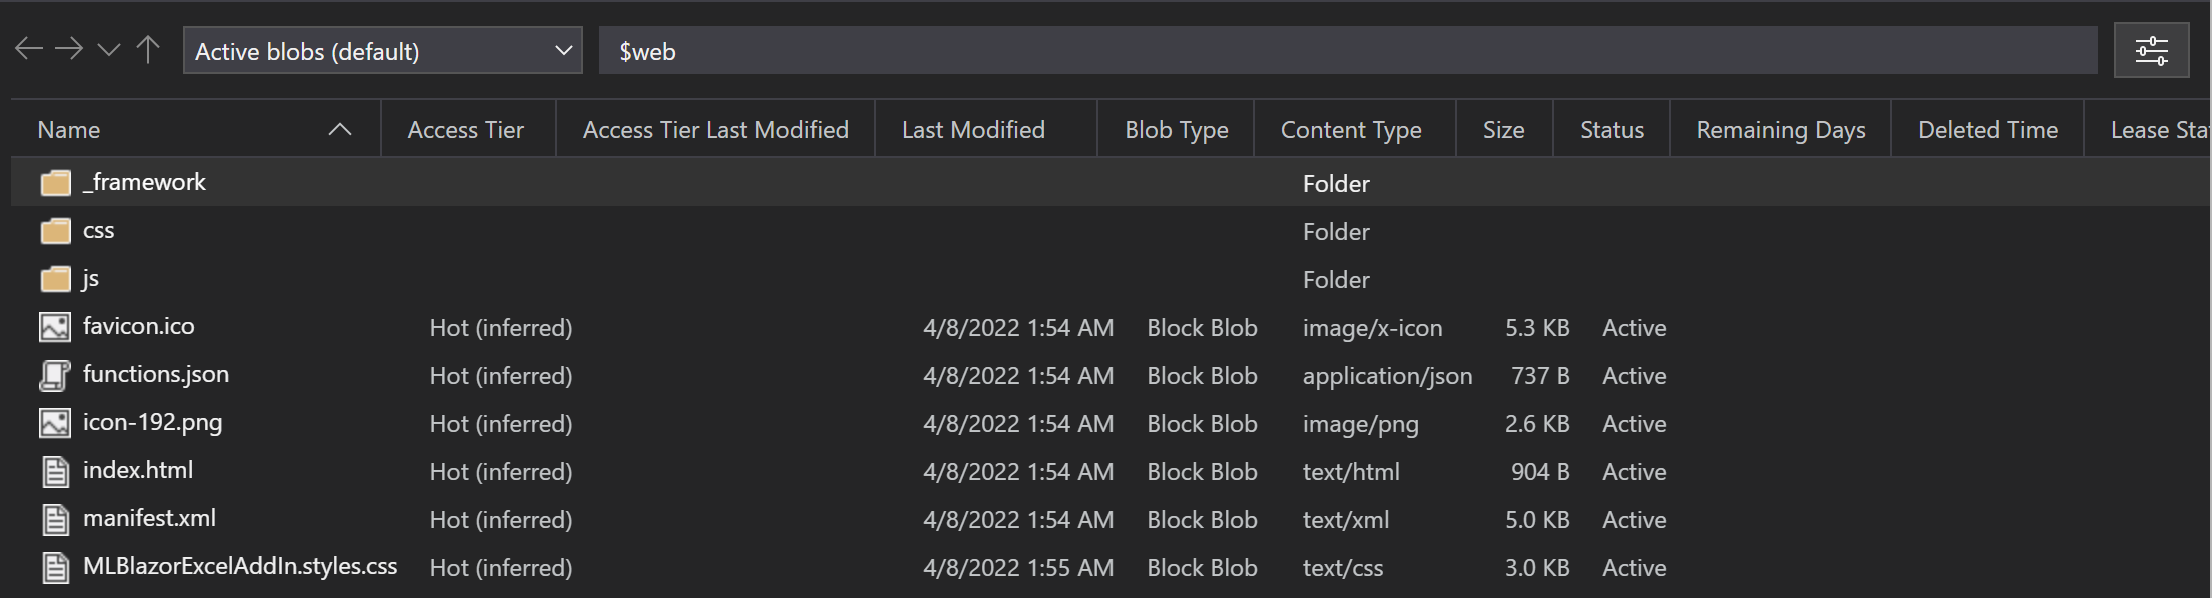 Active blobs (default) $web
Name Access Tier Access Tier Last Modified Last Modified Blob Type Content Type Size Status Remaining Days Deleted Time Lease Sta
_framework Folder
css Folder
js Folder
favicon.ico Hot (inferred) 4/8/2022 1:54 AM Block Blob image/x-icon 5.3 KB Active
functions.json Hot (inferred) 4/8/2022 1:54 AM Block Blob application/json 737 B Active
icon-192.png Hot (inferred) 4/8/2022 1:54 AM Block Blob image/png 2.6 KB Active
index.html Hot (inferred) 4/8/2022 1:54 AM Block Blob text/html 904 B Active
manifest.xml Hot (inferred) 4/8/2022 1:54 AM Block Blob text/xml 5.0 KB Active
MLBlazorExcelAddIn.styles.css Hot (inferred) 4/8/2022 1:55 AM Block Blob text/css 3.0 KB Active